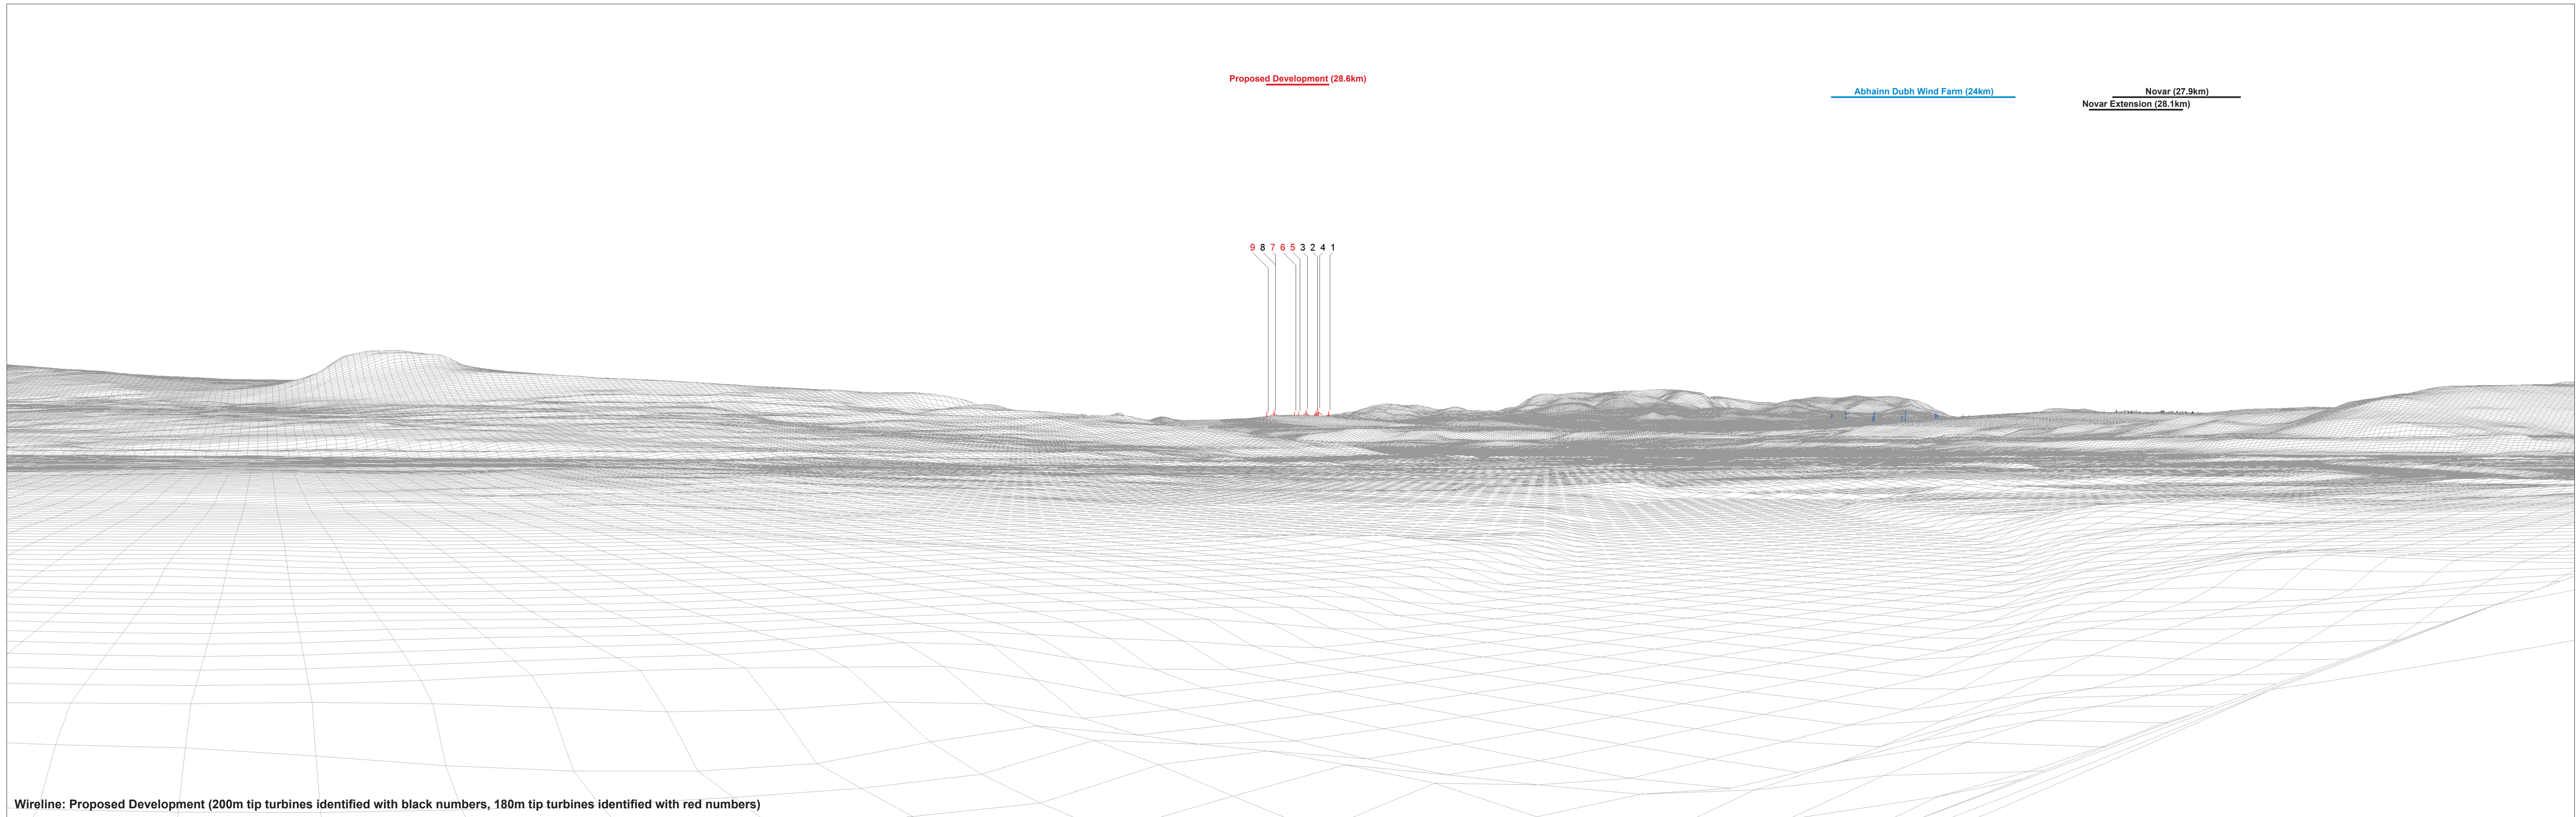 Proposed Development (28.6km)
Abhainn Dubh Wind Farm (24km)
Novar (27.9km)
Novar Extension (28.1km)
9 8 7 6 5 3 2 4 1
Wireline: Proposed Development (200m tip turbines identified with black numbers, 180m tip turbines identified with red numbers)